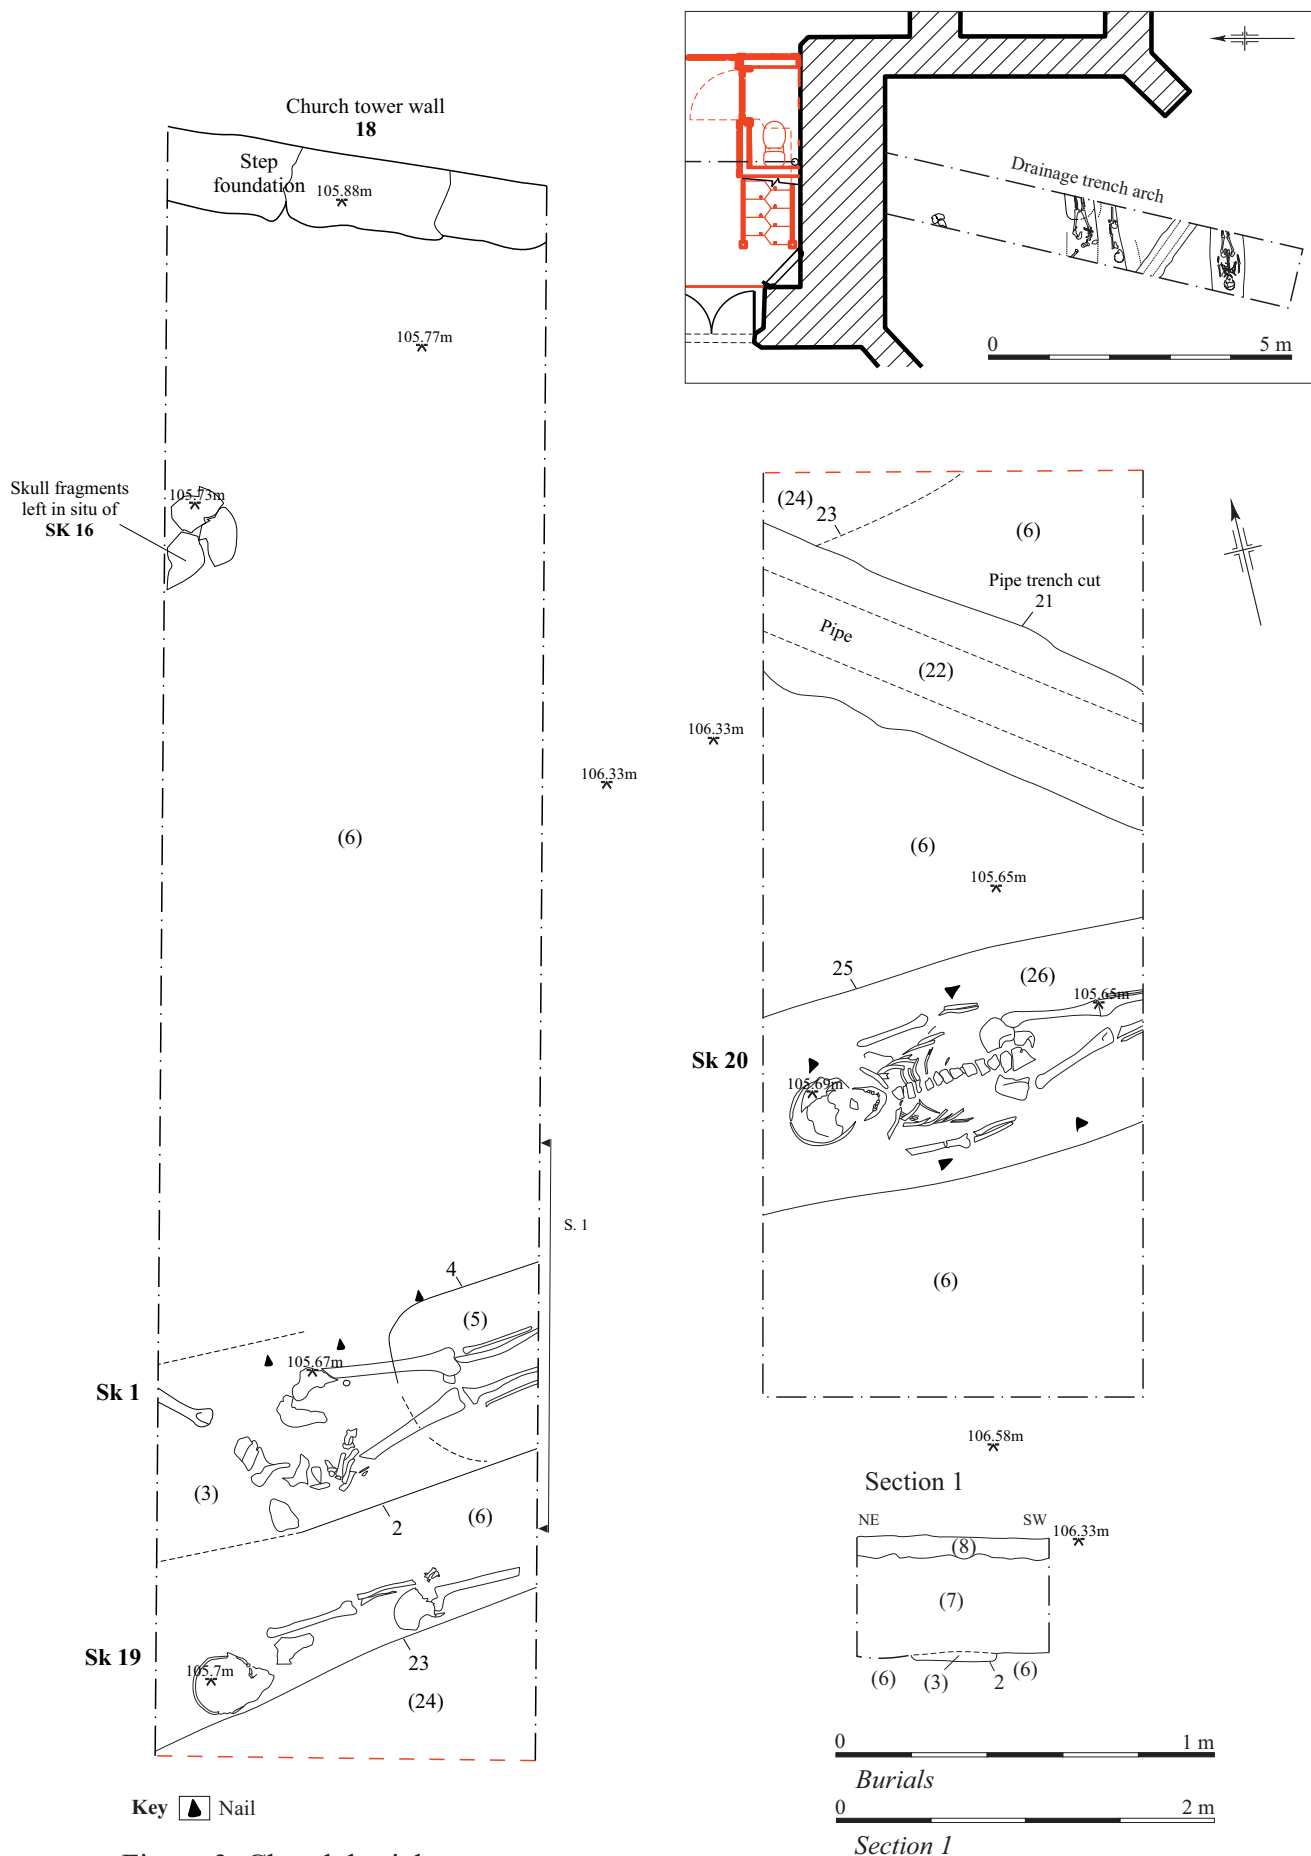 Church tower wall
18
Step
foundation
105.88m
105.77m
Skull fragments
left in situ of
SK 16
105.73m
106.33m
(6)
S. 1
4
(5)
105.67m
Sk 1
(3)
2
(6)
Sk 19
105.7m
23
(24)
Key
Nail
Drainage trench arch
0
5 m
(24)
23
(6)
Pipe trench cut
21
Pipe
(22)
106.33m
(6)
105.65m
25
(26)
105.65m
Sk 20
105.69m
(6)
106.58m
Section 1
NE
SW
106.33m
(8)
(7)
(6)
(3)
2
(6)
0
1 m
Burials
0
2 m
Section 1